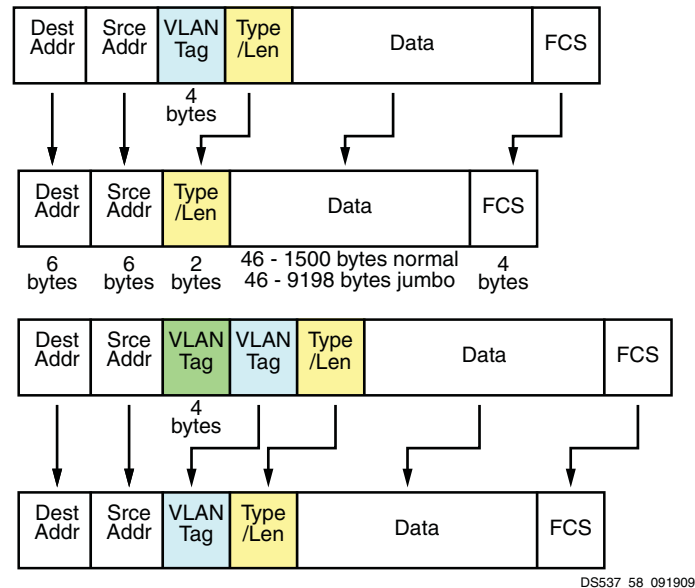 Dest Addr
Srce Addr
VLAN Tag
Type /Len
Data
FCS
4 bytes
Dest Addr
Srce Addr
Type /Len
Data
FCS
6 bytes
6 bytes
2 bytes
46 - 1500 bytes normal
46 - 9198 bytes jumbo
4 bytes
Dest Addr
Srce Addr
VLAN Tag
VLAN Tag
Type /Len
Data
FCS
4 bytes
Dest Addr
Srce Addr
VLAN Tag
Type /Len
Data
FCS
DS537_58_091909